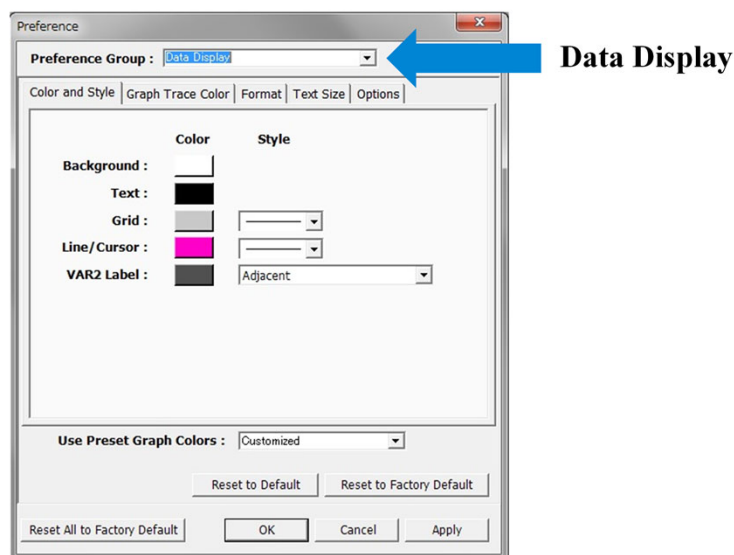 Preference
Preference Group : Data Display
Data Display
Color and Style Graph Trace Color Format Text Size Options
Color Style
Background :
Text :
Grid :
Line/Cursor :
VAR2 Label : Adjacent
Use Preset Graph Colors : Customized
Reset to Default Reset to Factory Default
Reset All to Factory Default OK Cancel Apply